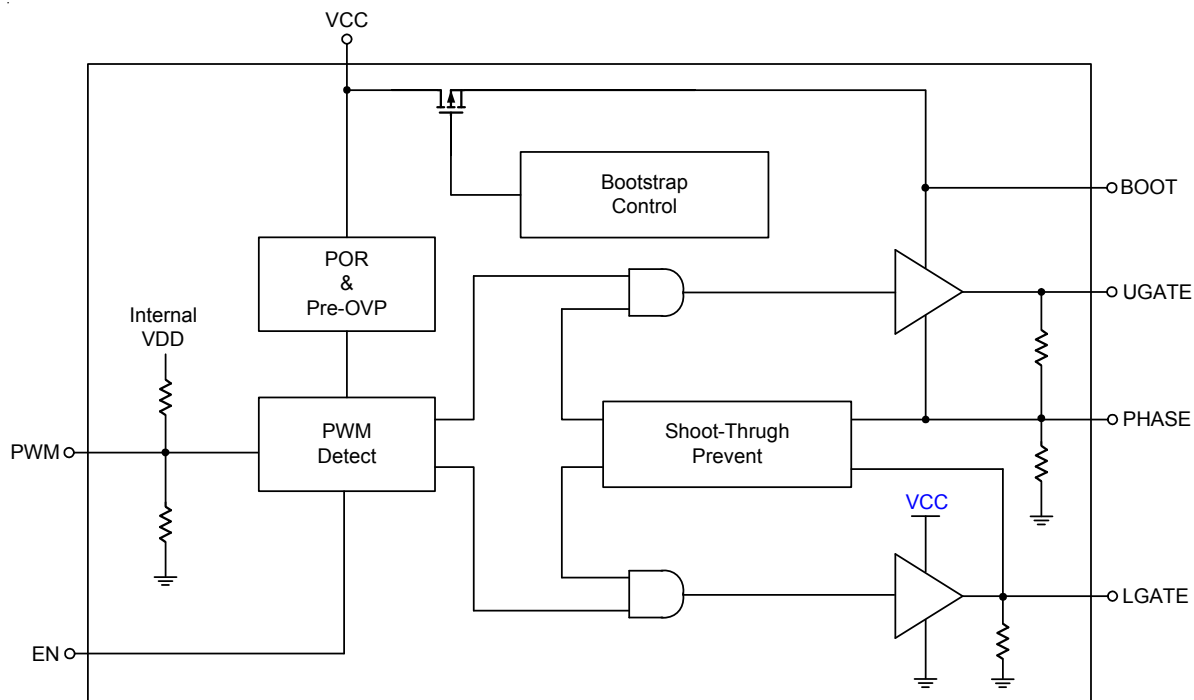 VCC
Bootstrap
Control
BOOT
POR
&
Pre-OVP
UGATE
Internal
VDD
PWM
PWM
Detect
Shoot-Thrugh
Prevent
PHASE
VCC
LGATE
EN